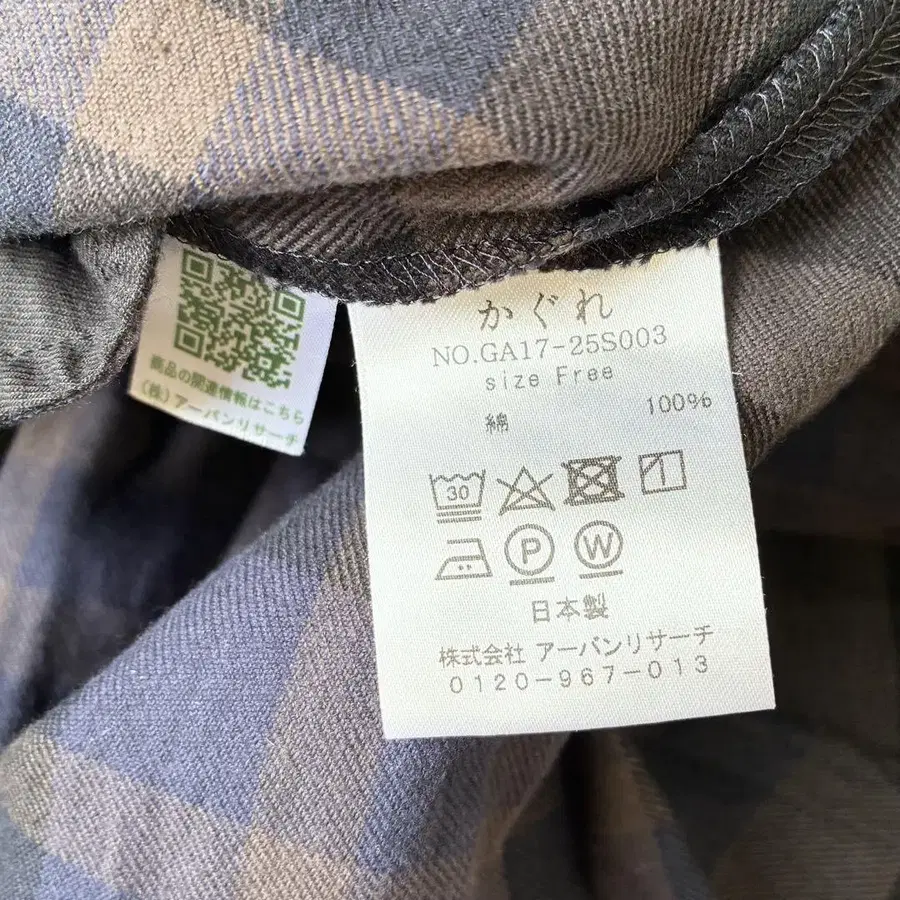 商品の関連情報はこちら
(株)アーバンリサーチ
かぐれ
NO.GA17-25S003
size Free
綿 100%
30
P W
日本製
株式会社 アーバンリサーチ
0120-967-013